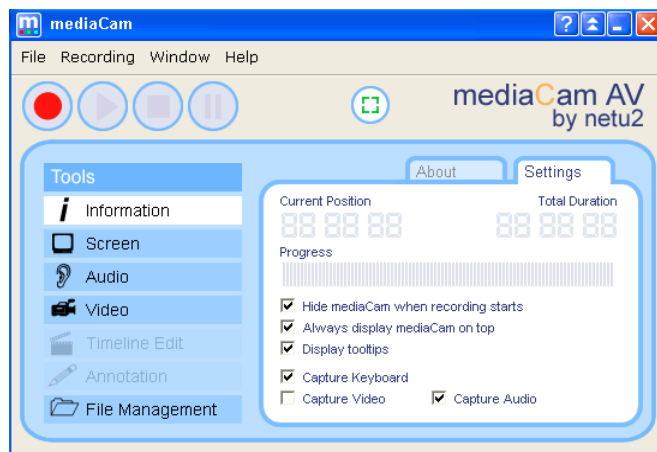 mediaCam
File Recording Window Help
mediaCam AV
by netu2
Tools
Information
Screen
Audio
Video
Timeline Edit
Annotation
File Management
About
Settings
Current Position
Total Duration
88 88 88
88 88 88
Progress
Hide mediaCam when recording starts
Always display mediaCam on top
Display tooltips
Capture Keyboard
Capture Video
Capture Audio